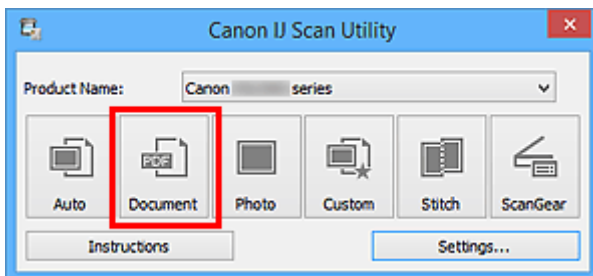 Canon IJ Scan Utility
Product Name: Canon series
PDF
Auto Document Photo Custom Stitch ScanGear
Instructions Settings...